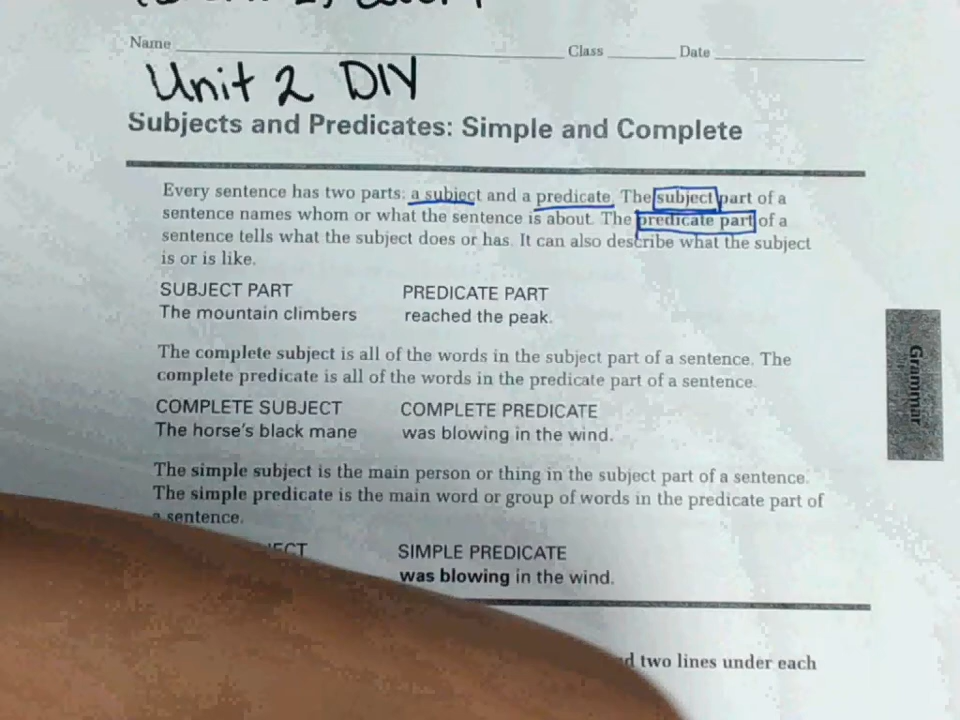 Name Class Date
Unit 2 DIY
Subjects and Predicates: Simple and Complete
Every sentence has two parts: a subject and a predicate. The subject part of a
sentence names whom or what the sentence is about. The predicate part of a
sentence tells what the subject does or has. It can also describe what the subject
is or is like.
SUBJECT PART PREDICATE PART
The mountain climbers reached the peak.
The complete subject is all of the words in the subject part of a sentence. The
complete predicate is all of the words in the predicate part of a sentence.
COMPLETE SUBJECT COMPLETE PREDICATE
The horse's black mane was blowing in the wind.
Grammar
The simple subject is the main person or thing in the subject part of a sentence.
The simple predicate is the main word or group of words in the predicate part of
a sentence.
SIMPLE PREDICATE
was blowing in the wind.
two lines under each